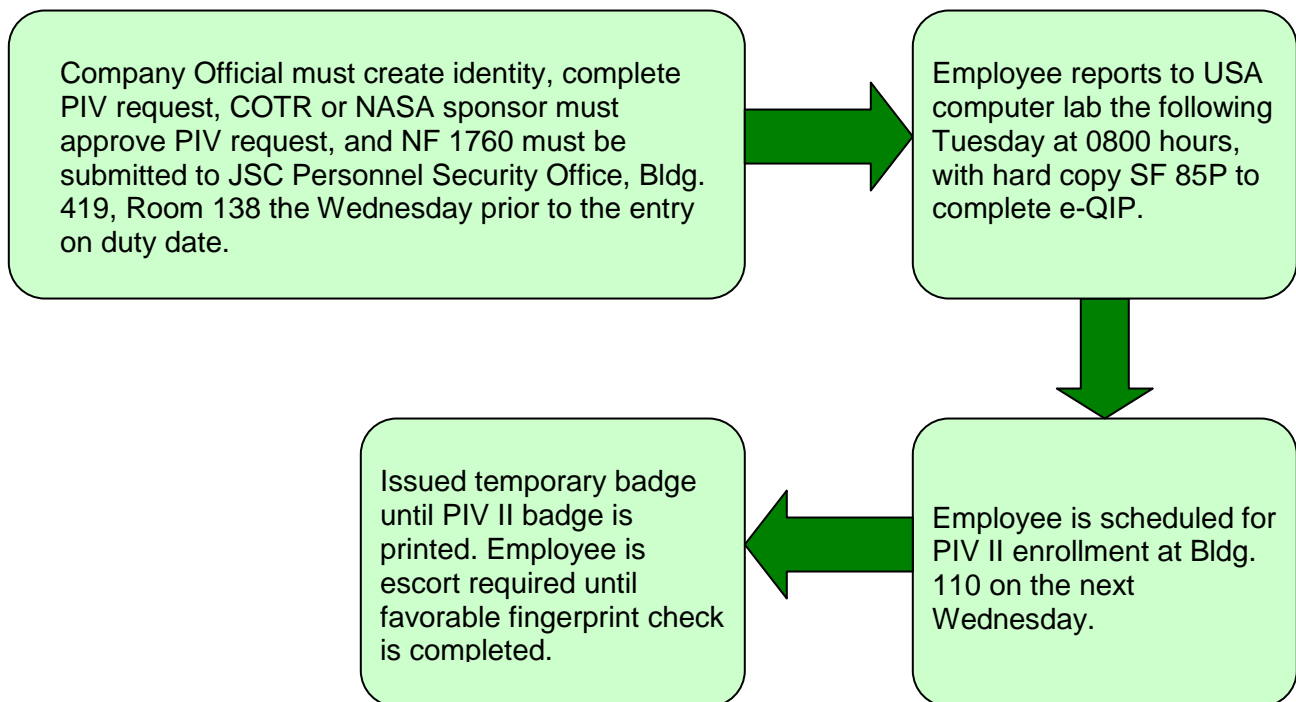 Company Official must create identity, complete
PIV request, COTR or NASA sponsor must
approve PIV request, and NF 1760 must be
submitted to JSC Personnel Security Office, Bldg.
419, Room 138 the Wednesday prior to the entry
on duty date.
Employee reports to USA
computer lab the following
Tuesday at 0800 hours,
with hard copy SF 85P to
complete e-QIP.
Employee is scheduled for
PIV II enrollment at Bldg.
110 on the next
Wednesday.
Issued temporary badge
until PIV II badge is
printed. Employee is
escort required until
favorable fingerprint check
is completed.